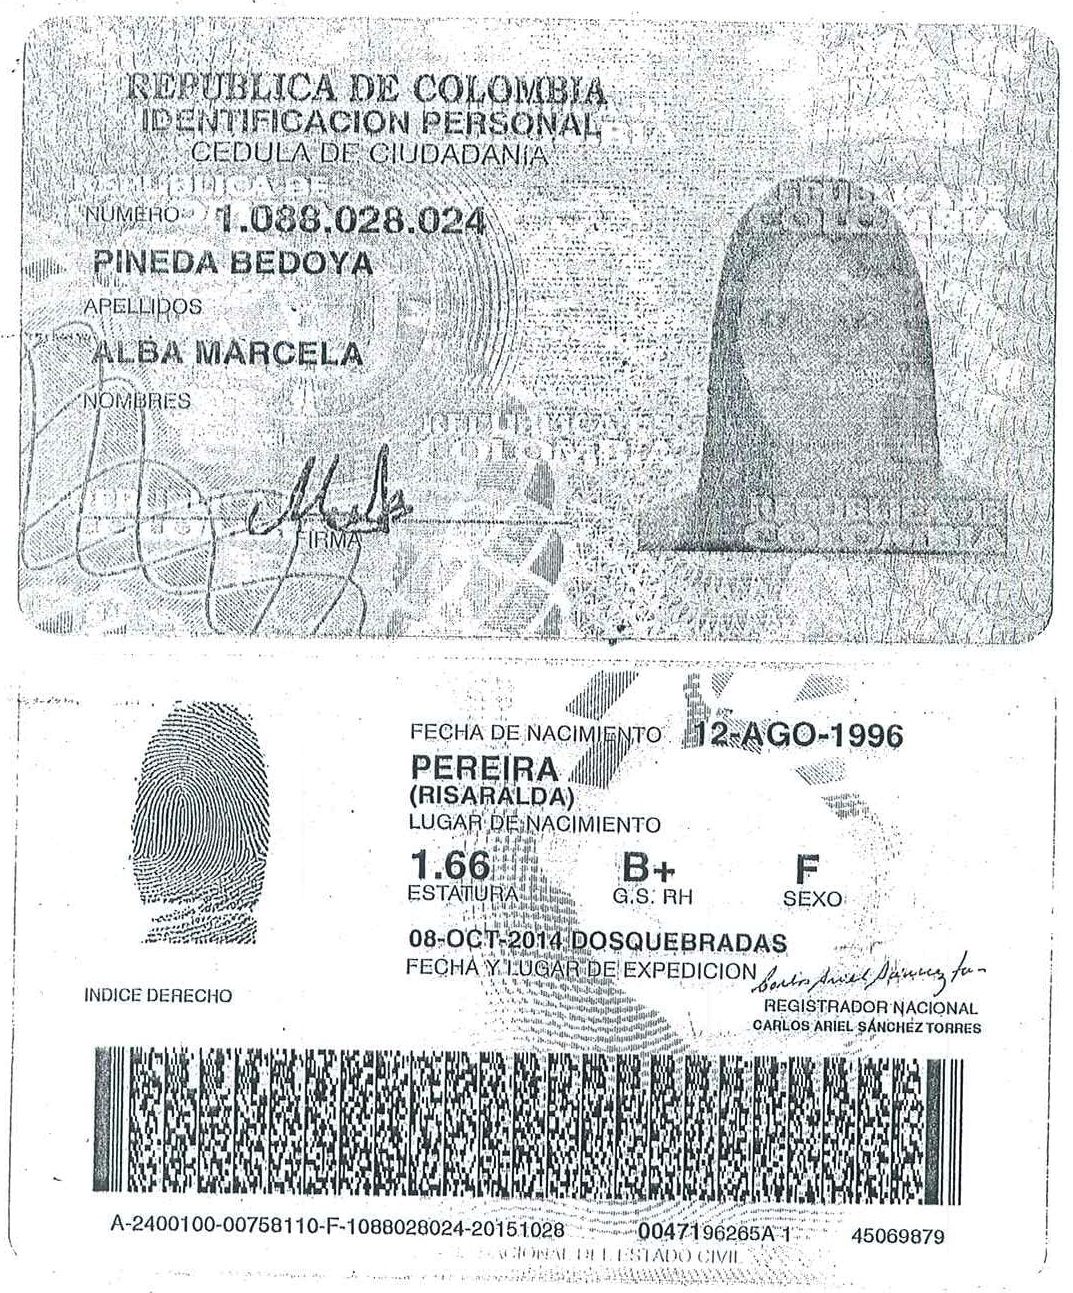 REPUBLICA DE COLOMBIA
IDENTIFICACION PERSONAL
CEDULA DE CIUDADANIA
NUMERO 1.088.028.024
PINEDA BEDOYA
APELLIDOS
ALBA MARCELA
NOMBRES
FIRMA
REPUBLICA DE
COLOMBIA
FECHA DE NACIMIENTO 12-AGO-1996
PEREIRA
(RISARALDA)
LUGAR DE NACIMIENTO
1.66 B+ F
ESTATURA G.S. RH SEXO
08-OCT-2014 DOSQUEBRADAS
FECHA Y LUGAR DE EXPEDICION
INDICE DERECHO
REGISTRADOR NACIONAL
CARLOS ARIEL SÁNCHEZ TORRES
A-2400100-00758110-F-1088028024-20151028 0047196265A 1 45069879
NACIONAL DEL ESTADO CIVIL